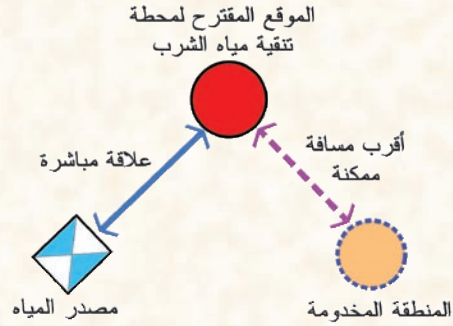 الموقع المقترح لمحطة
تنقية مياه الشرب
أقرب مسافة
ممكنة
علاقة مباشرة
المنطقة المخدومة
مصدر المياه